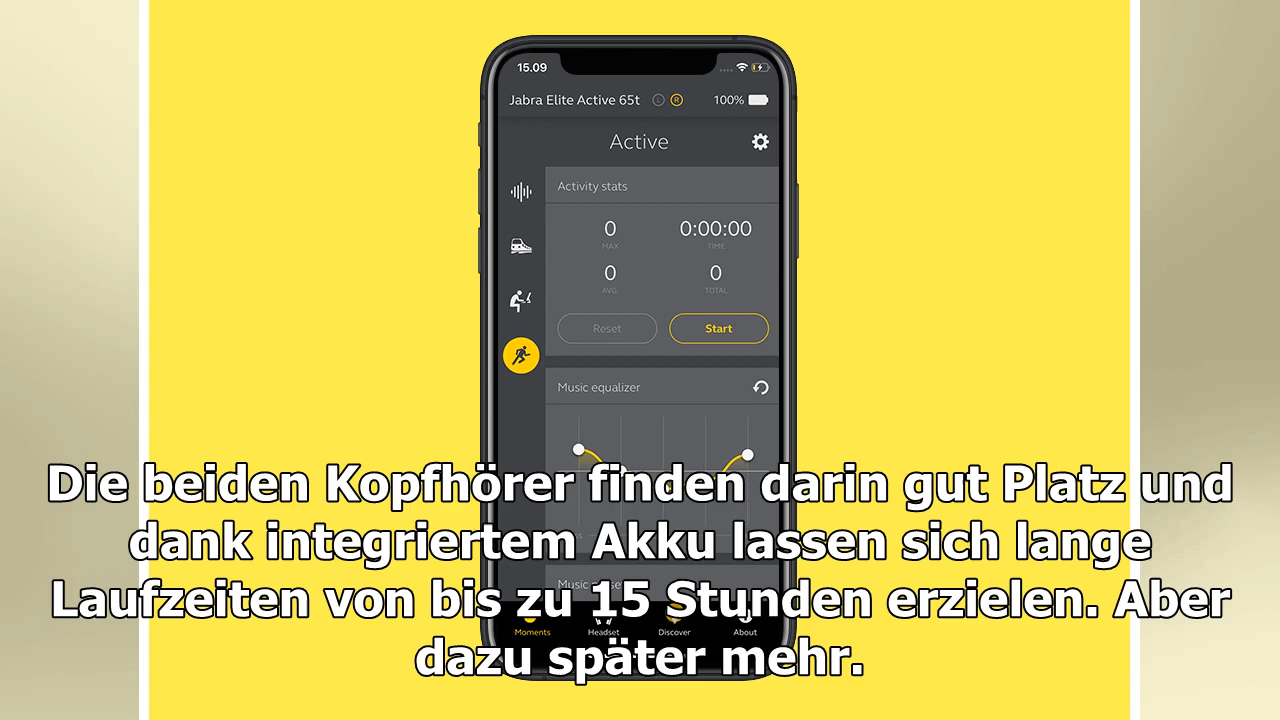 15.09
Jabra Elite Active 65t L R 100%
Active
Activity stats
0 0:00:00
MAX TIME
0 0
AVG. TOTAL
Reset Start
Music equalizer
Die beiden Kopfhörer finden darin gut Platz und
dank integriertem Akku lassen sich lange
Music
Laufzeiten von bis zu 15 Stunden erzielen. Aber
Moments Headset Discover About
dazu später mehr.